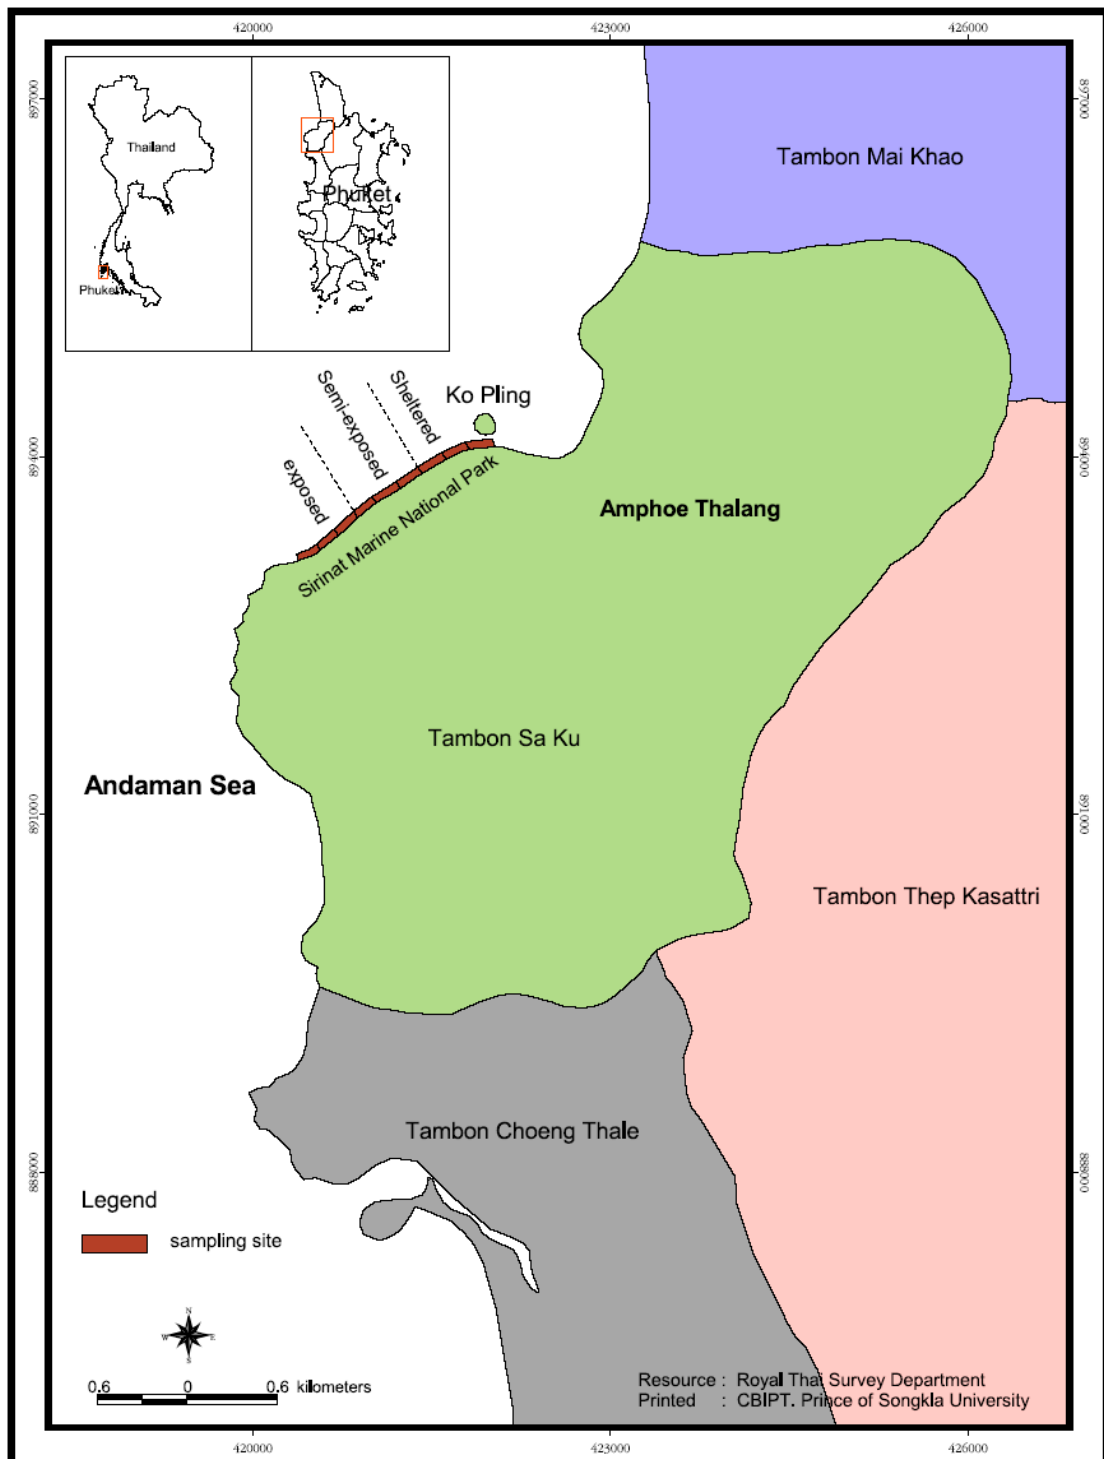 420000
423000
426000
897000
897000
Thailand
Phuket
Phuket
Tambon Mai Khao
Ko Pling
Sheltered
Semi-exposed
exposed
894000
894000
Sirinat Marine National Park
Amphoe Thalang
Tambon Sa Ku
Andaman Sea
891000
891000
Tambon Thep Kasattri
Tambon Choeng Thale
888000
888000
Legend
sampling site
N
W
E
S
0.6 0 0.6 kilometers
Resource : Royal Thai Survey Department
Printed : CBIPT. Prince of Songkla University
420000
423000
426000